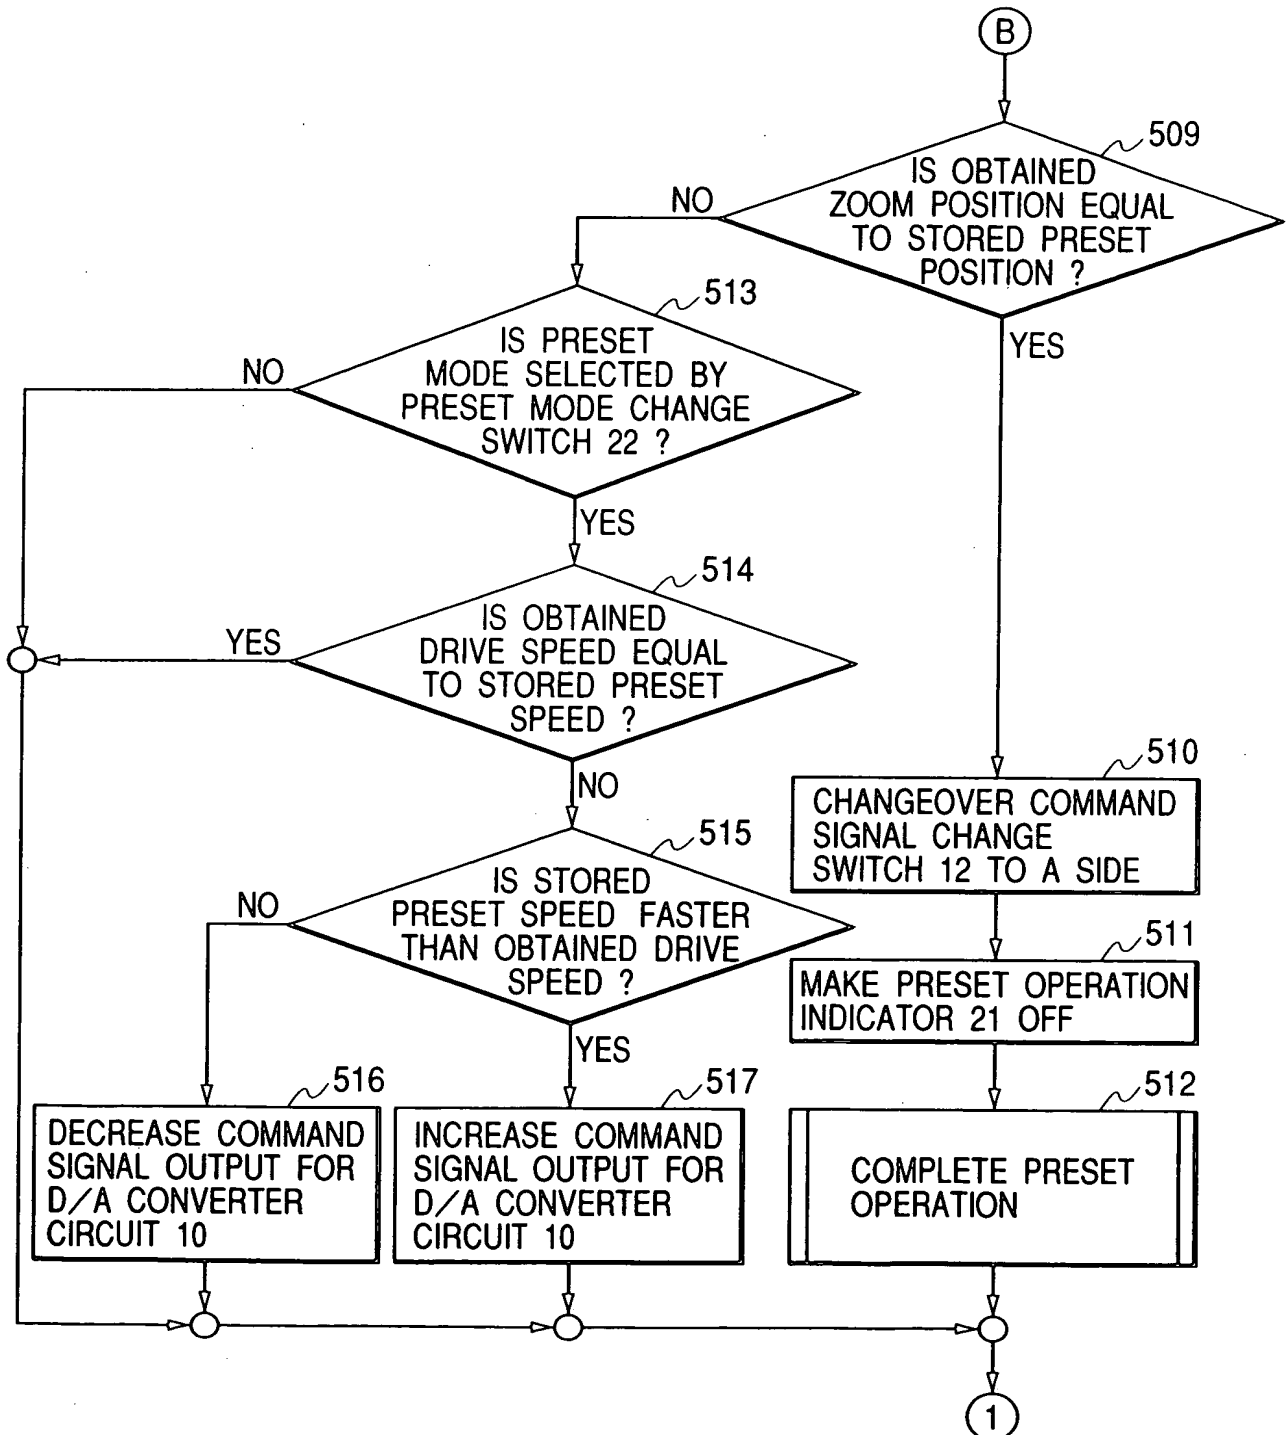 B
509
IS OBTAINED
ZOOM POSITION EQUAL
TO STORED PRESET
POSITION ?
NO
YES
513
IS PRESET
MODE SELECTED BY
PRESET MODE CHANGE
SWITCH 22 ?
NO
YES
514
IS OBTAINED
DRIVE SPEED EQUAL
TO STORED PRESET
SPEED ?
YES
NO
515
IS STORED
PRESET SPEED FASTER
THAN OBTAINED DRIVE
SPEED ?
NO
YES
510
CHANGEOVER COMMAND
SIGNAL CHANGE
SWITCH 12 TO A SIDE
511
MAKE PRESET OPERATION
INDICATOR 21 OFF
516
DECREASE COMMAND
SIGNAL OUTPUT FOR
D/A CONVERTER
CIRCUIT 10
517
INCREASE COMMAND
SIGNAL OUTPUT FOR
D/A CONVERTER
CIRCUIT 10
512
COMPLETE PRESET
OPERATION
1